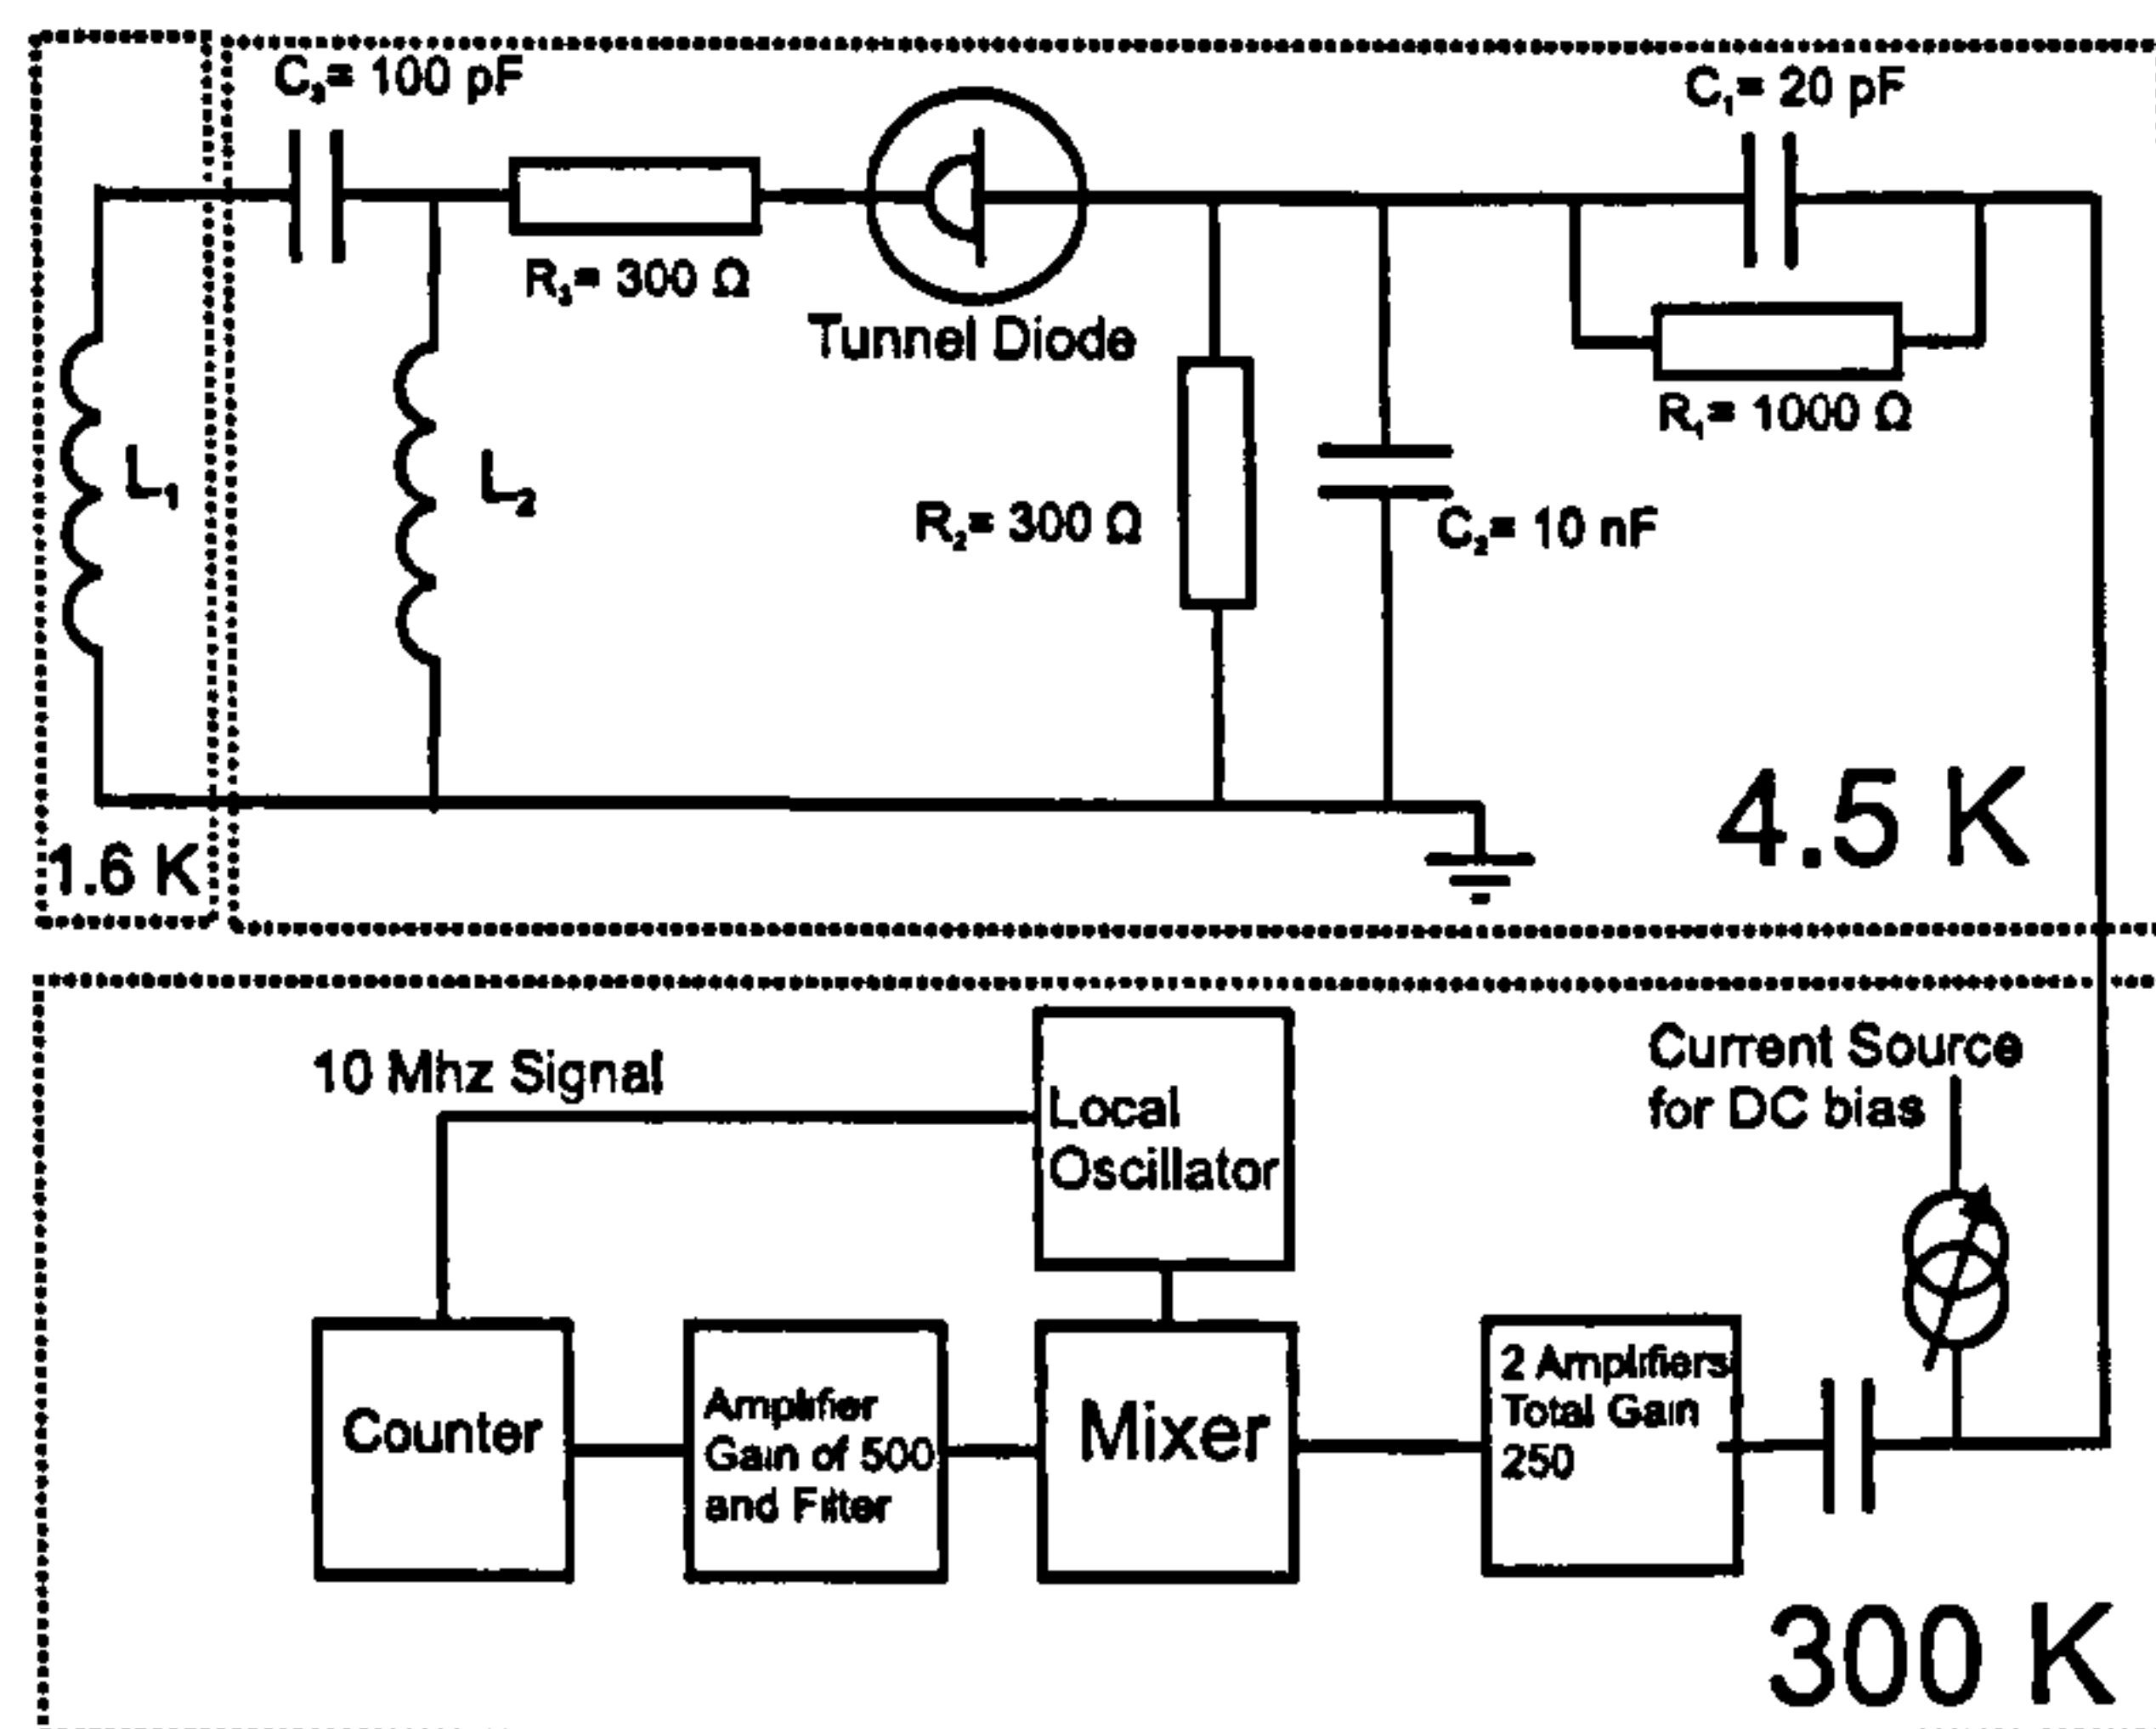 C₃= 100 pF
C₁= 20 pF
R₃= 300 Ω
Tunnel Diode
R₁= 1000 Ω
L₁
L₂
R₂= 300 Ω
C₂= 10 nF
4.5 K
1.6 K
Current Source
for DC bias
10 Mhz Signal
Local
Oscillator
2 Amplifiers
Total Gain
250
Amplifier
Gain of 500
and Filter
Counter
Mixer
300 K